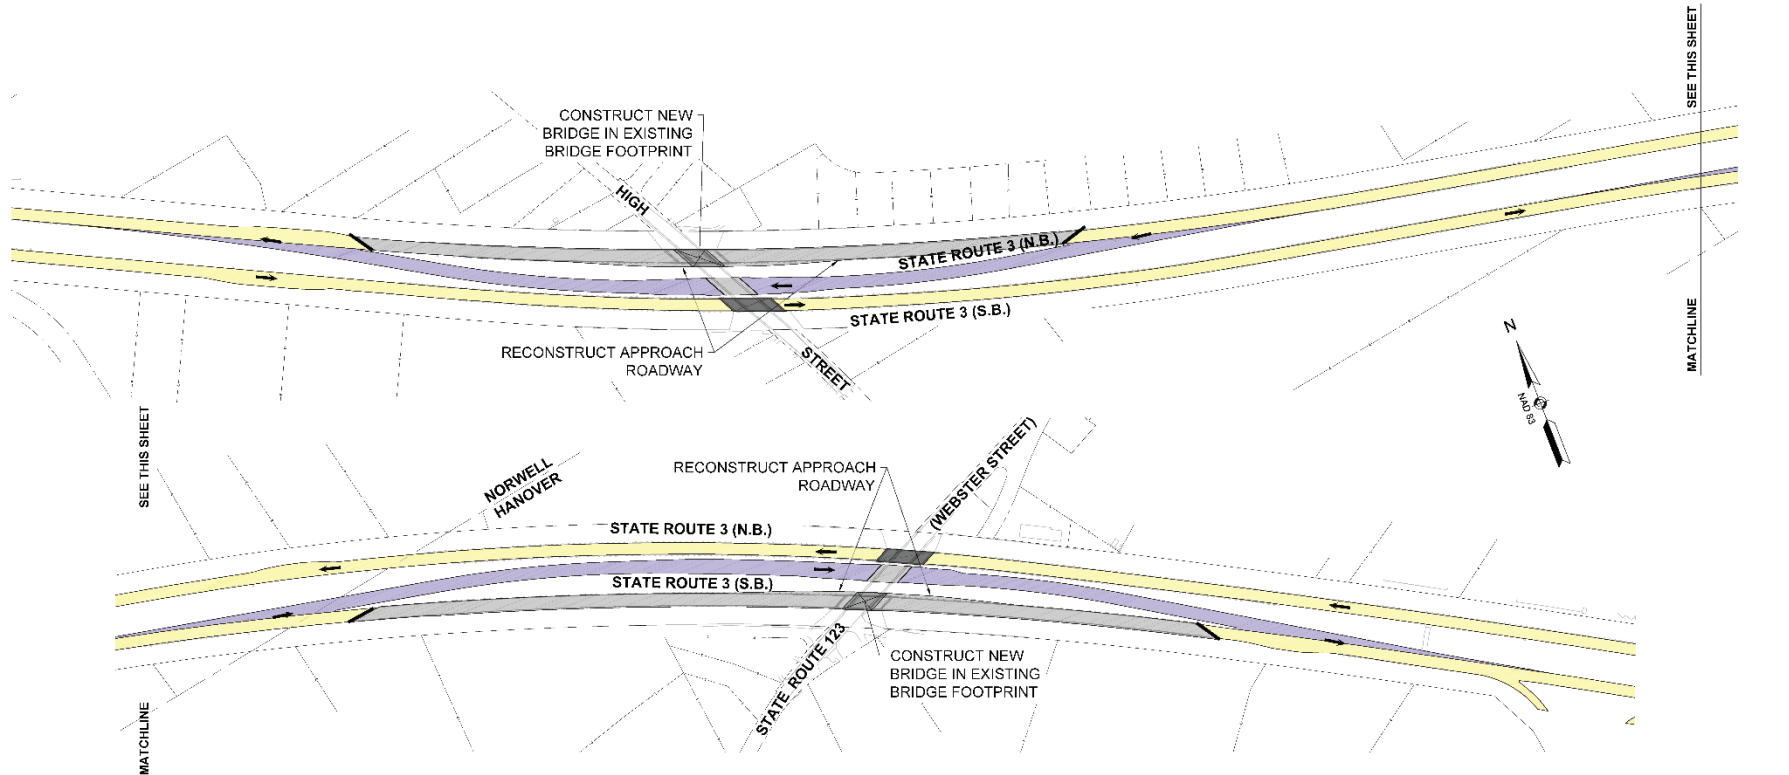 SEE THIS SHEET
CONSTRUCT NEW
BRIDGE IN EXISTING
BRIDGE FOOTPRINT
HIGH
STATE ROUTE 3 (N.B.)
STATE ROUTE 3 (S.B.)
RECONSTRUCT APPROACH
ROADWAY
STREET
MATCHLINE
N
NAD 83
SEE THIS SHEET
NORWELL
HANOVER
RECONSTRUCT APPROACH
ROADWAY
(WEBSTER STREET)
STATE ROUTE 3 (N.B.)
STATE ROUTE 3 (S.B.)
STATE ROUTE 123
CONSTRUCT NEW
BRIDGE IN EXISTING
BRIDGE FOOTPRINT
MATCHLINE